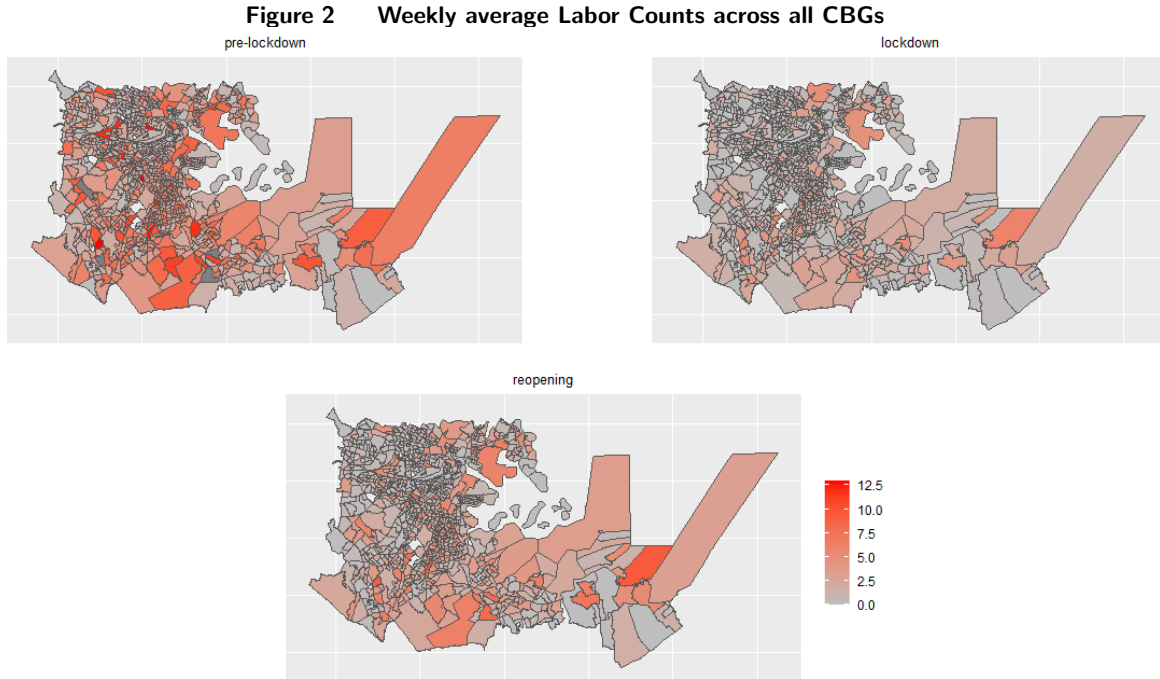 Figure 2 Weekly average Labor Counts across all CBGs
pre-lockdown
lockdown
reopening
12.5
10.0
7.5
5.0
2.5
0.0